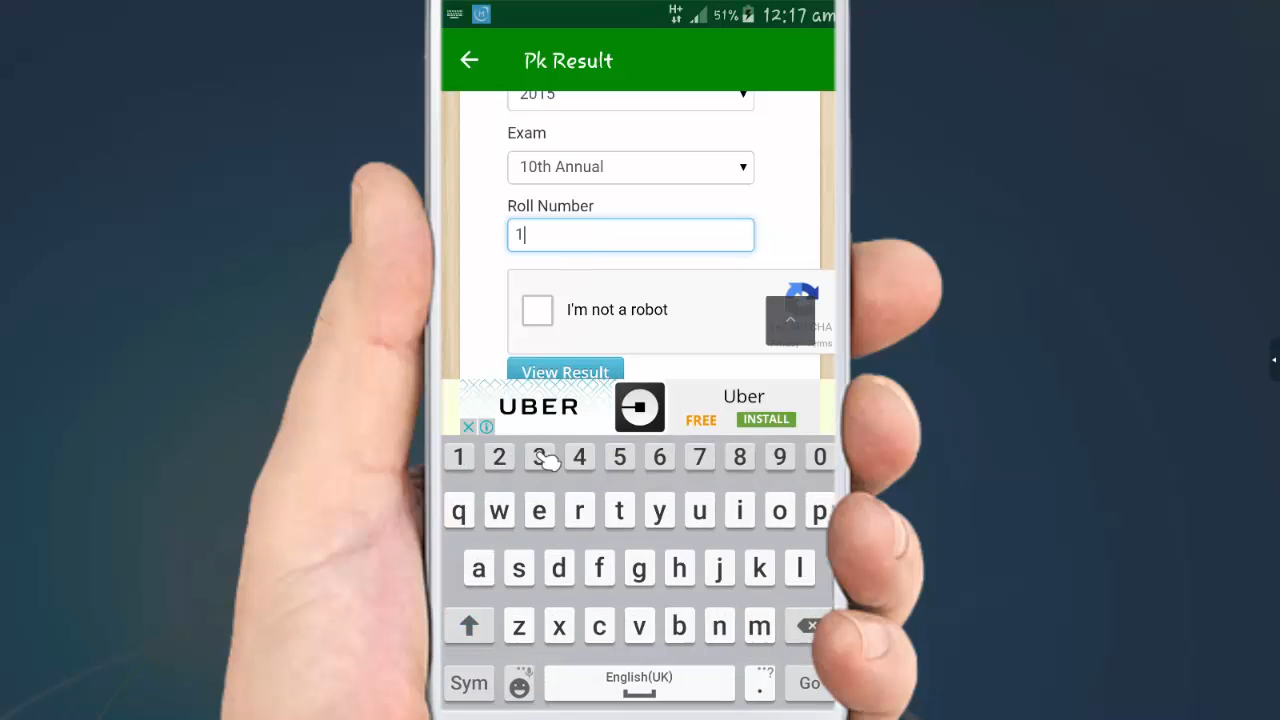 H+ 51% 12:17 am
Pk Result
2015
Exam
10th Annual
Roll Number
1
I'm not a robot
View Result
UBER
Uber
FREE INSTALL
1 2 3 4 5 6 7 8 9 0
q w e r t y u i o p
a s d f g h j k l
z x c v b n m
Sym English(UK) . ..? Go